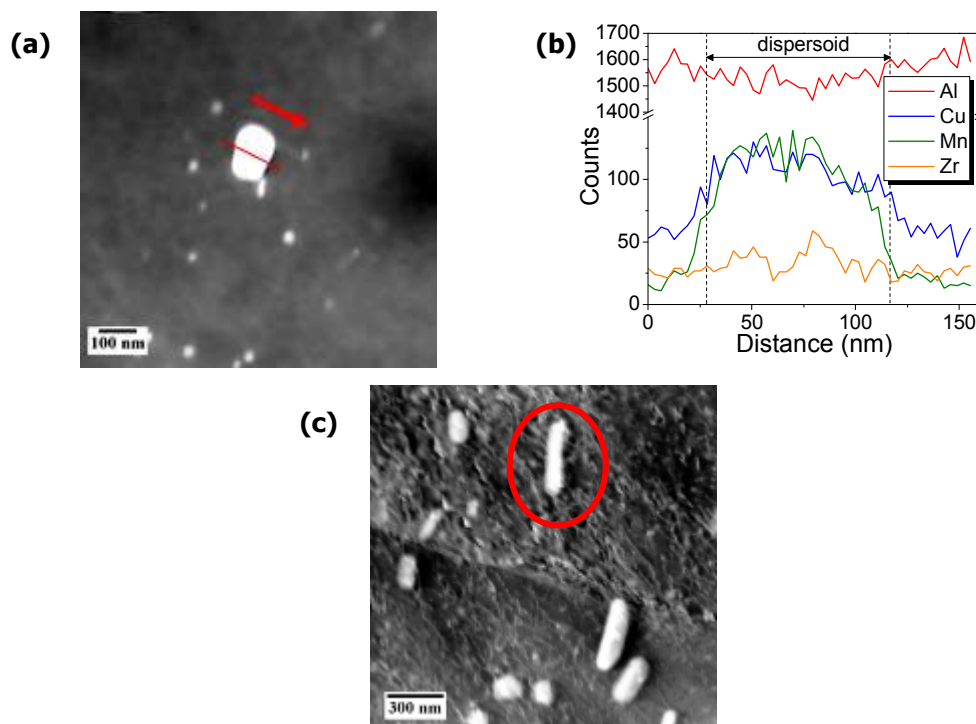 (a)
100 nm
(b)
1700
1600
1500
1400
100
50
0
Counts
dispersoid
Al
Cu
Mn
Zr
0
50
100
150
Distance (nm)
(c)
300 nm